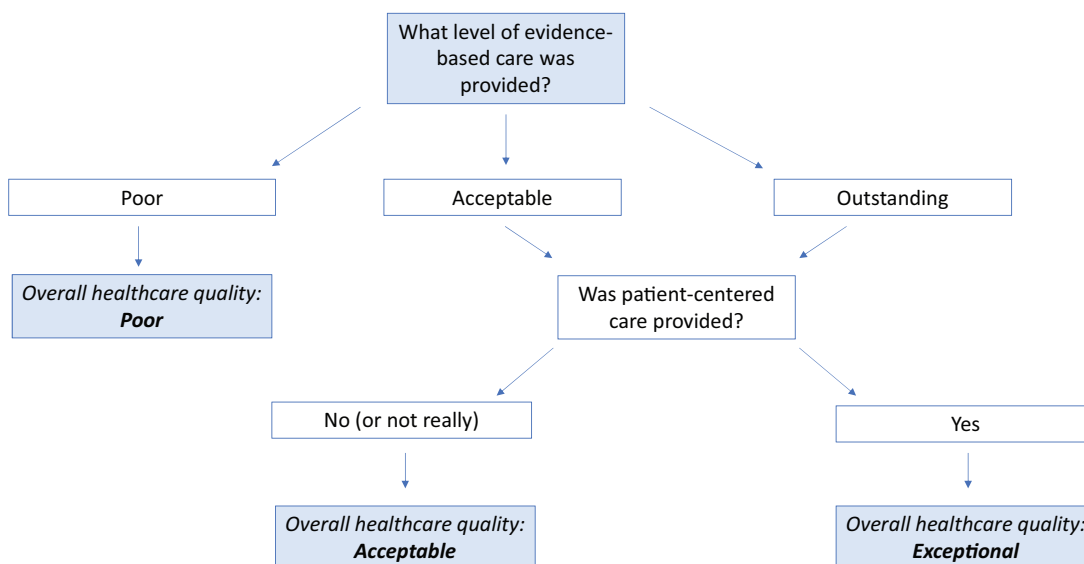 What level of evidence-
based care was
provided?
Poor
Acceptable
Outstanding
Overall healthcare quality:
Poor
Was patient-centered
care provided?
No (or not really)
Yes
Overall healthcare quality:
Acceptable
Overall healthcare quality:
Exceptional